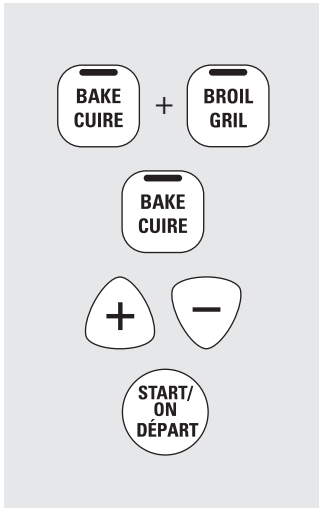 BAKE
CUIRE
+
BROIL
GRIL
BAKE
CUIRE
+ −
START/
ON
DÉPART